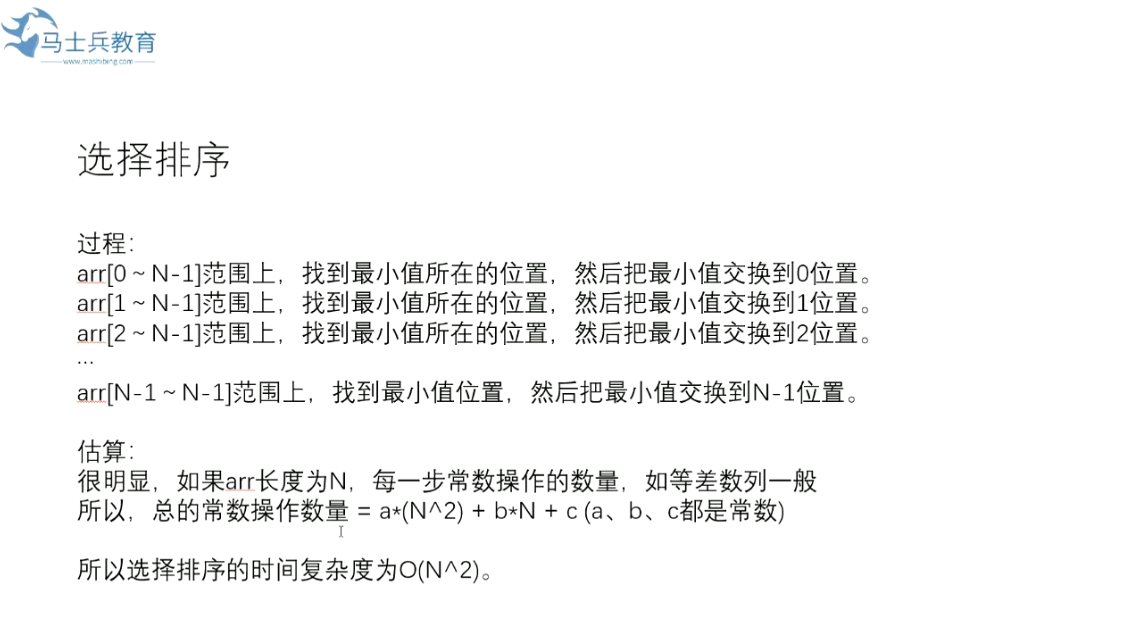 马士兵教育
www.mashibing.com
选择排序
过程：
arr[0～N-1]范围上，找到最小值所在的位置，然后把最小值交换到0位置。
arr[1～N-1]范围上，找到最小值所在的位置，然后把最小值交换到1位置。
arr[2～N-1]范围上，找到最小值所在的位置，然后把最小值交换到2位置。
…
arr[N-1～N-1]范围上，找到最小值位置，然后把最小值交换到N-1位置。
估算：
很明显，如果arr长度为N，每一步常数操作的数量，如等差数列一般
所以，总的常数操作数量 = a*(N^2) + b*N + c (a、b、c都是常数)
所以选择排序的时间复杂度为O(N^2)。